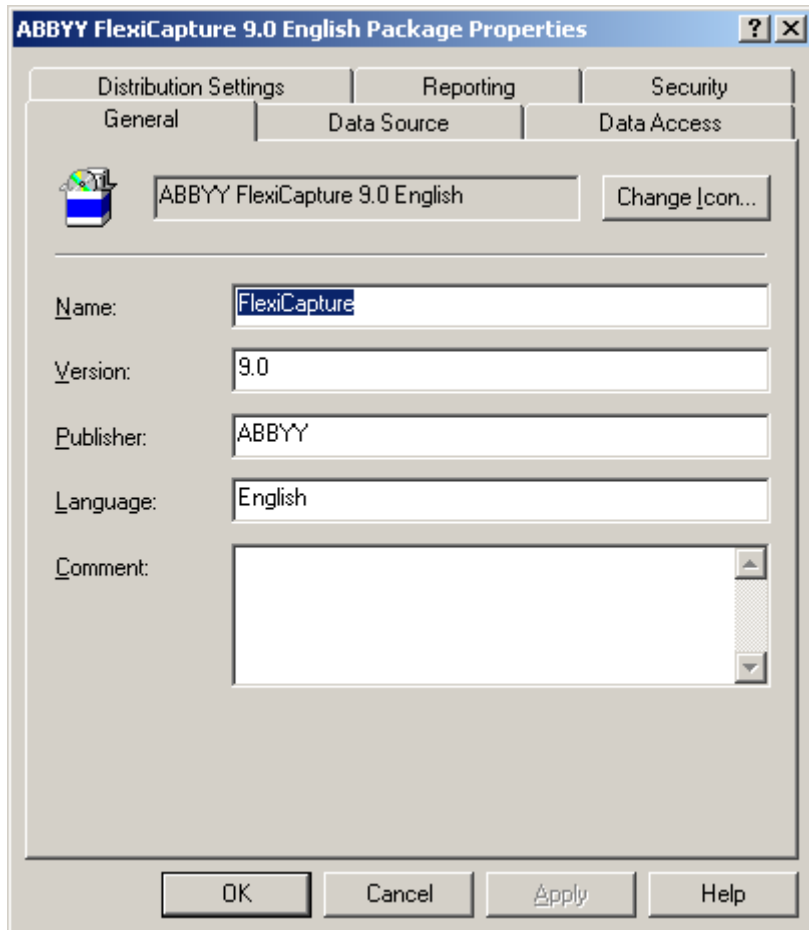 ABBYY FlexiCapture 9.0 English Package Properties
Distribution Settings Reporting Security
General Data Source Data Access
ABBYY FlexiCapture 9.0 English Change Icon...
Name: FlexiCapture
Version: 9.0
Publisher: ABBYY
Language: English
Comment:
OK Cancel Apply Help